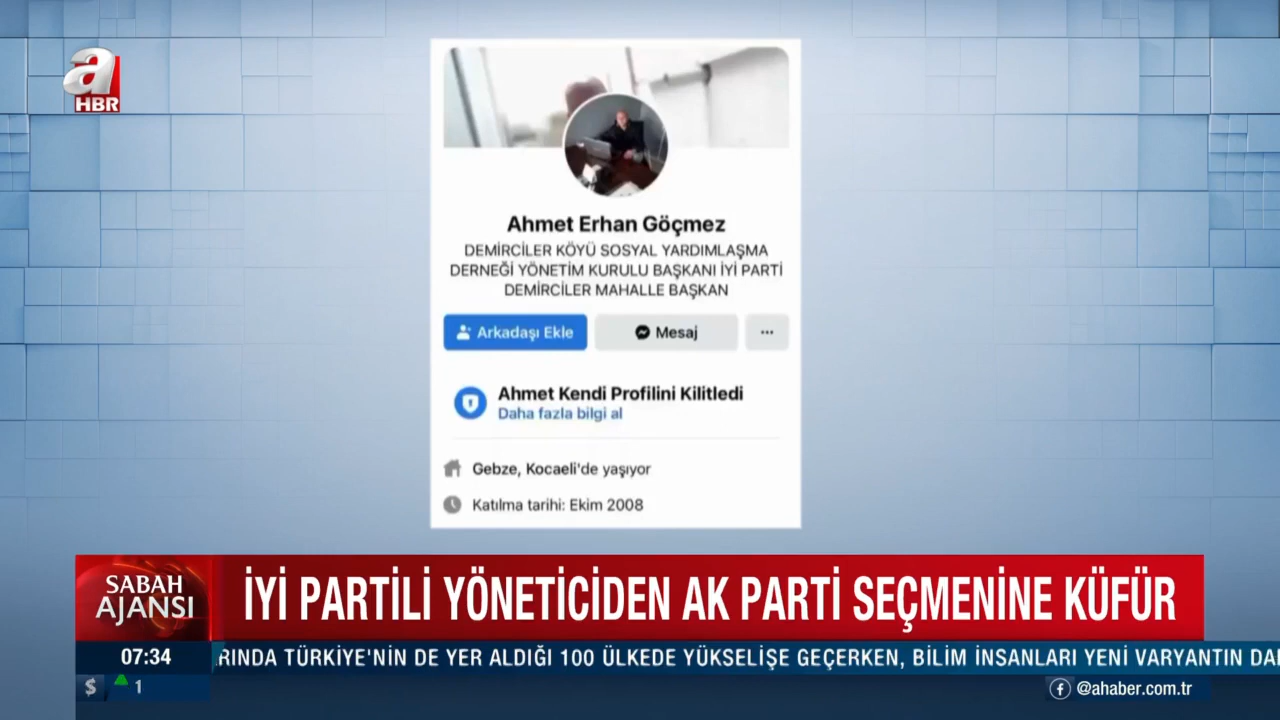 a
HBR
Ahmet Erhan Göçmez
DEMİRCİLER KÖYÜ SOSYAL YARDIMLAŞMA
DERNEĞİ YÖNETİM KURULU BAŞKANI İYİ PARTİ
DEMİRCİLER MAHALLE BAŞKAN
Arkadaşı Ekle
Mesaj
Ahmet Kendi Profilini Kilitledi
Daha fazla bilgi al
Gebze, Kocaeli'de yaşıyor
Katılma tarihi: Ekim 2008
SABAH
AJANSI
İYİ PARTİLİ YÖNETİCİDEN AK PARTİ SEÇMENİNE KÜFÜR
07:34
RINDA TÜRKİYE'NİN DE YER ALDIĞI 100 ÜLKEDE YÜKSELİŞE GEÇERKEN, BİLİM İNSANLARI YENİ VARYANTIN
$ 1
@ahaber.com.tr